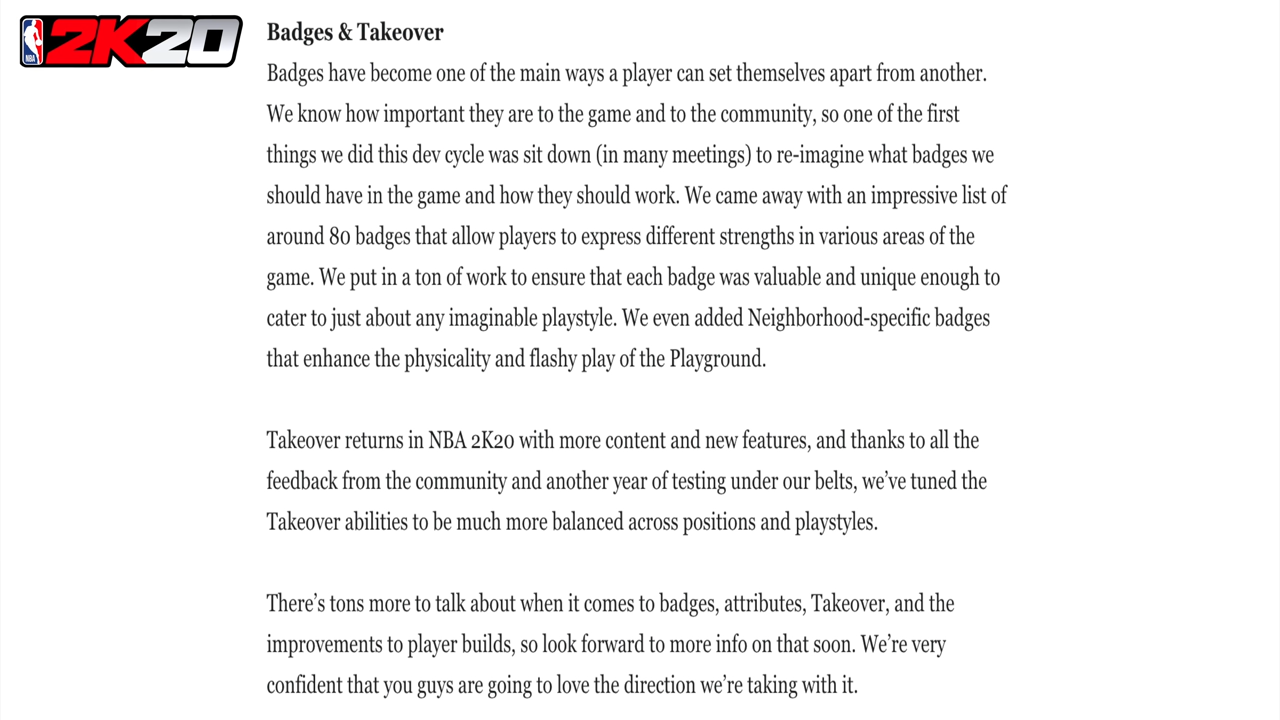 NBA 2K20
Badges & Takeover
Badges have become one of the main ways a player can set themselves apart from another.
We know how important they are to the game and to the community, so one of the first
things we did this dev cycle was sit down (in many meetings) to re-imagine what badges we
should have in the game and how they should work. We came away with an impressive list of
around 80 badges that allow players to express different strengths in various areas of the
game. We put in a ton of work to ensure that each badge was valuable and unique enough to
cater to just about any imaginable playstyle. We even added Neighborhood-specific badges
that enhance the physicality and flashy play of the Playground.
Takeover returns in NBA 2K20 with more content and new features, and thanks to all the
feedback from the community and another year of testing under our belts, we’ve tuned the
Takeover abilities to be much more balanced across positions and playstyles.
There’s tons more to talk about when it comes to badges, attributes, Takeover, and the
improvements to player builds, so look forward to more info on that soon. We’re very
confident that you guys are going to love the direction we’re taking with it.